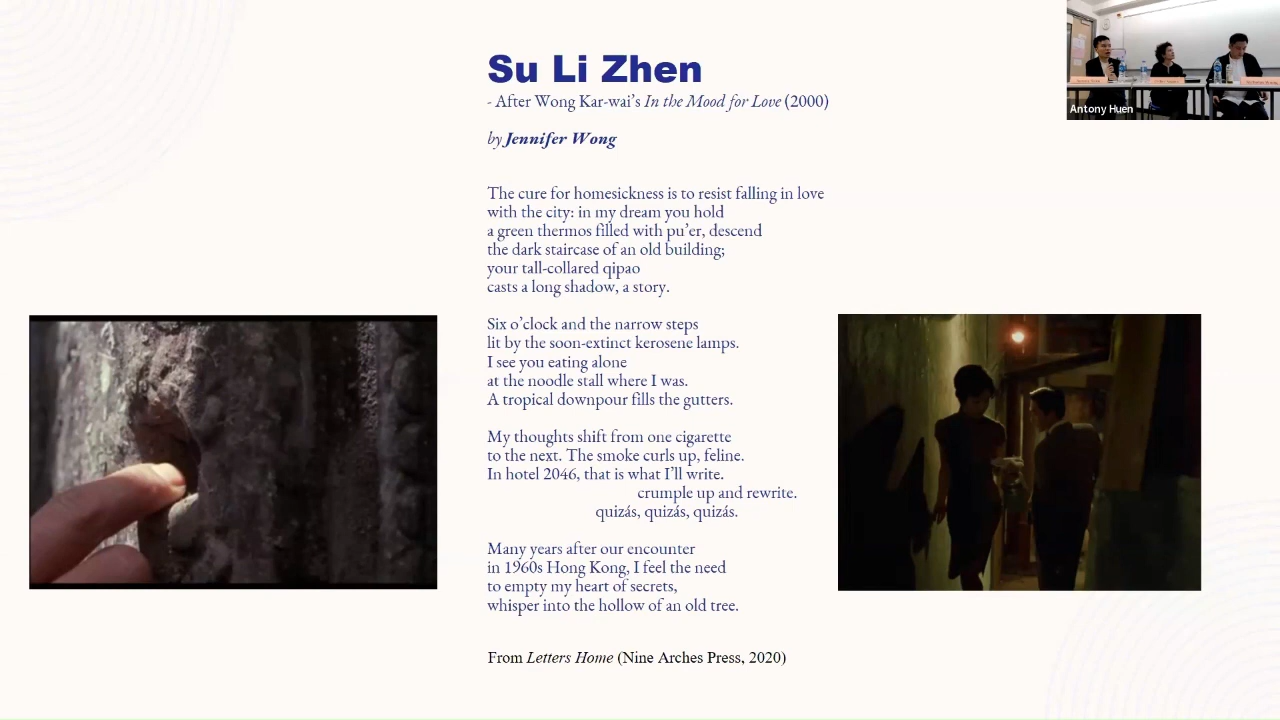 Su Li Zhen
- After Wong Kar-wai’s In the Mood for Love (2000)
by Jennifer Wong
The cure for homesickness is to resist falling in love
with the city: in my dream you hold
a green thermos filled with pu’er, descend
the dark staircase of an old building;
your tall-collared qipao
casts a long shadow, a story.
Six o’clock and the narrow steps
lit by the soon-extinct kerosene lamps.
I see you eating alone
at the noodle stall where I was.
A tropical downpour fills the gutters.
My thoughts shift from one cigarette
to the next. The smoke curls up, feline.
In hotel 2046, that is what I’ll write.
crumple up and rewrite.
quizás, quizás, quizás.
Many years after our encounter
in 1960s Hong Kong, I feel the need
to empty my heart of secrets,
whisper into the hollow of an old tree.
From Letters Home (Nine Arches Press, 2020)
Antony Huen